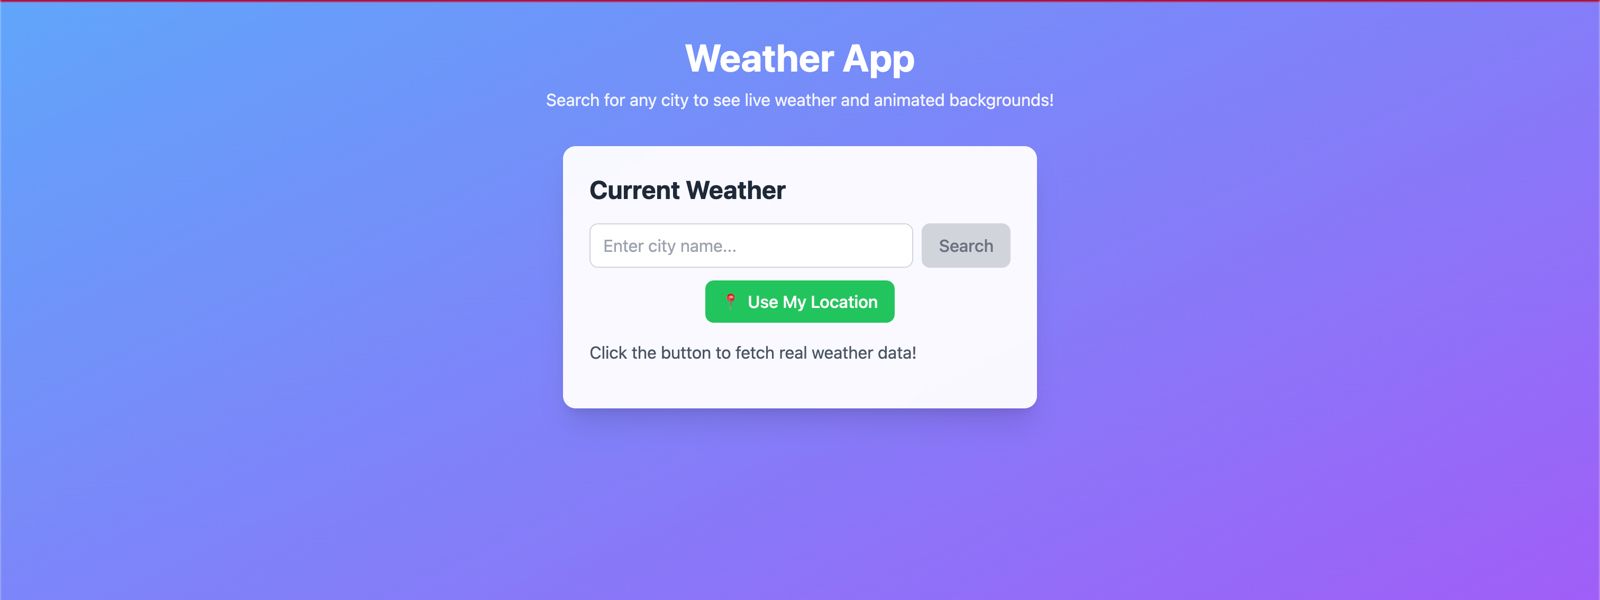 Weather App
Search for any city to see live weather and animated backgrounds!
Current Weather
Enter city name...
Search
Use My Location
Click the button to fetch real weather data!